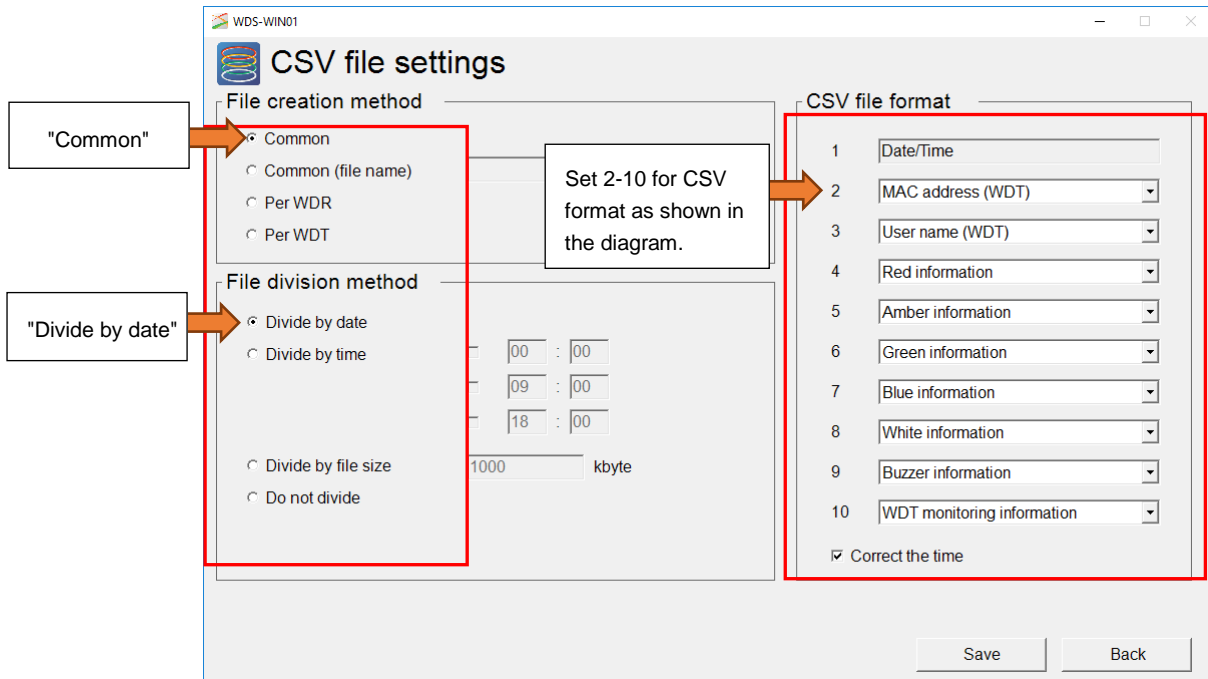 WDS-WIN01
CSV file settings
File creation method
"Common"
Common
Common (file name)
Per WDR
Per WDT
File division method
"Divide by date"
Divide by date
Divide by time
00 : 00
09 : 00
18 : 00
Divide by file size
1000
kbyte
Do not divide
Set 2-10 for CSV
format as shown in
the diagram.
CSV file format
1 Date/Time
2 MAC address (WDT)
3 User name (WDT)
4 Red information
5 Amber information
6 Green information
7 Blue information
8 White information
9 Buzzer information
10 WDT monitoring information
Correct the time
Save
Back